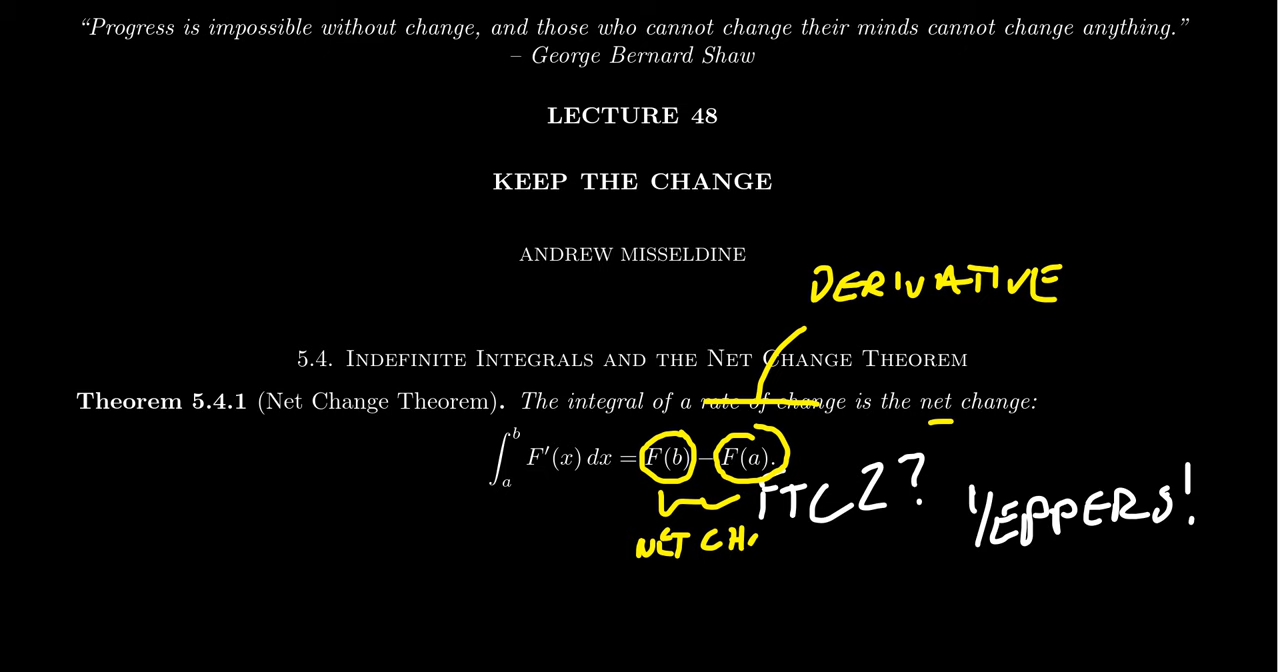 “Progress is impossible without change, and those who cannot change their minds cannot change anything.”
– George Bernard Shaw
LECTURE 48
KEEP THE CHANGE
ANDREW MISSELDINE
DERIVATIVE
5.4. Indefinite Integrals and the Net Change Theorem
Theorem 5.4.1 (Net Change Theorem). The integral of a rate of change is the net change:
∫_a^b F′(x) dx = F(b) − F(a).
FTC2? YEPPERS!
NET CH